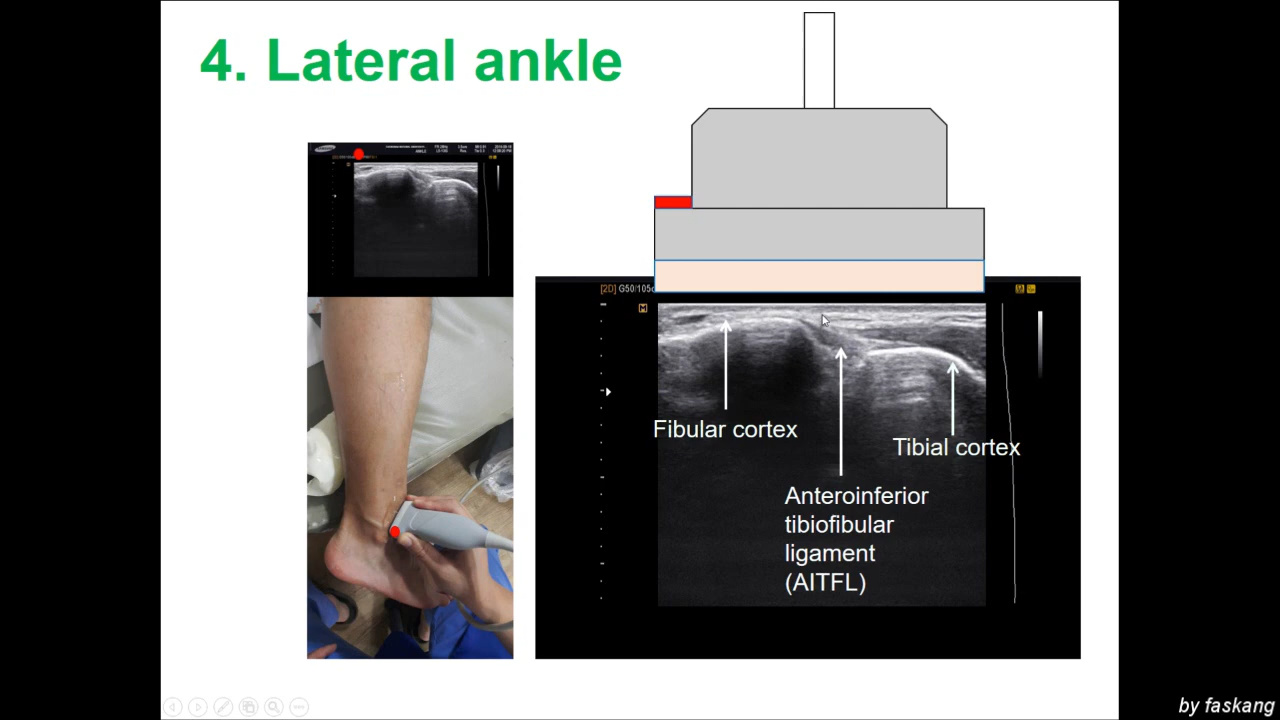 4. Lateral ankle
[2D] G50/105
Fibular cortex
Tibial cortex
Anteroinferior
tibiofibular
ligament
(AITFL)
by faskang